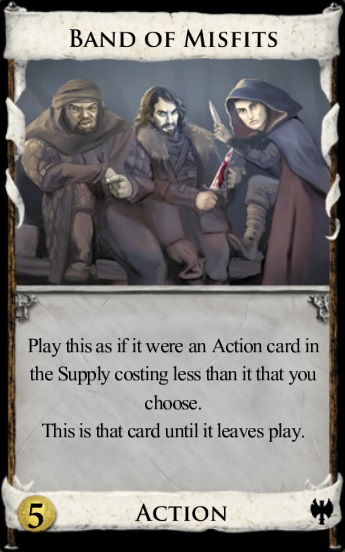 BAND OF MISFITS
Play this as if it were an Action card in
the Supply costing less than it that you
choose.
This is that card until it leaves play.
5
ACTION